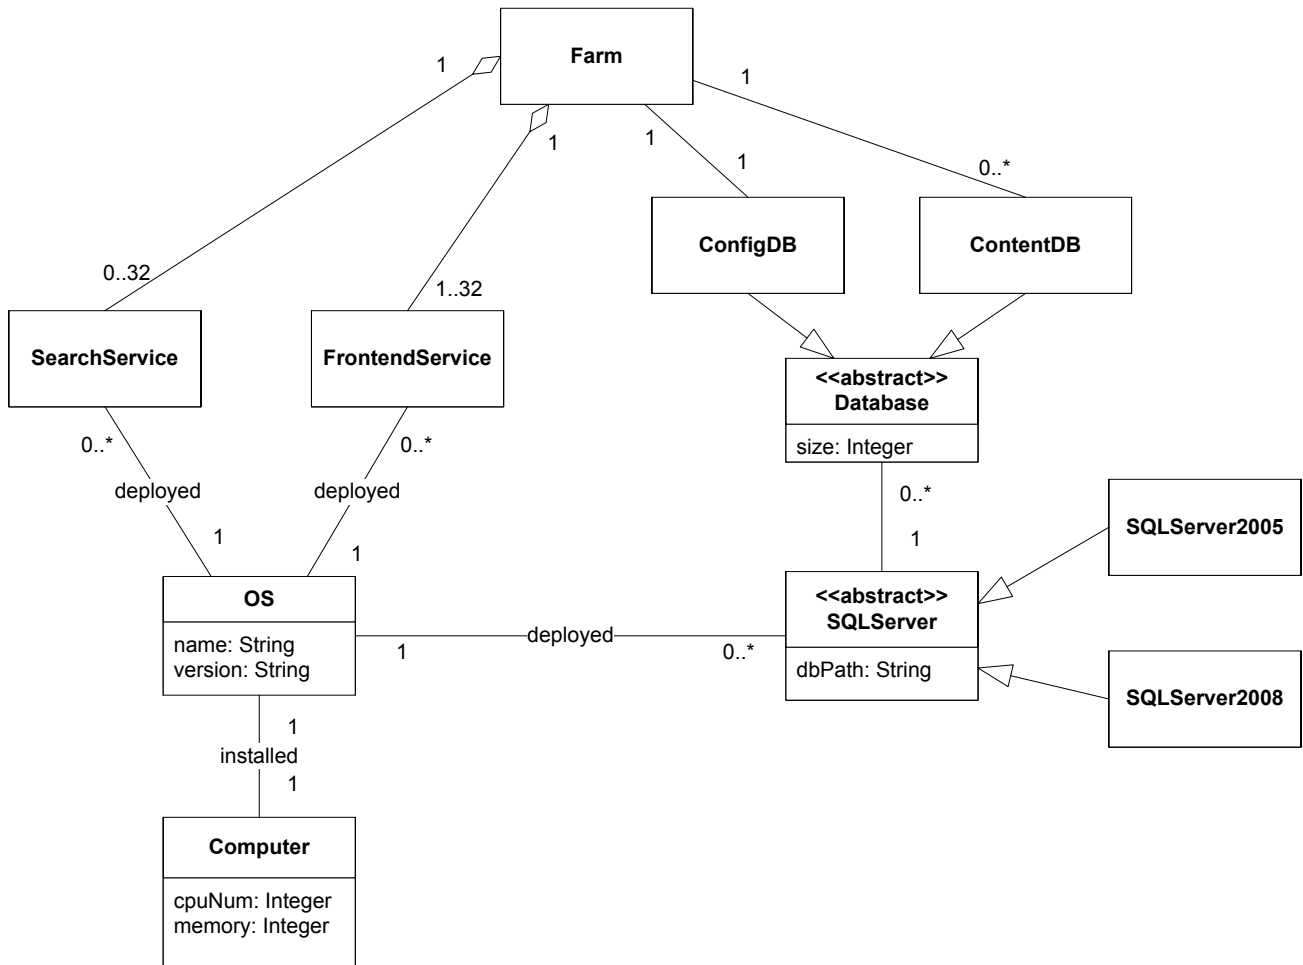 Farm
1
1
1
1
1
0..*
ConfigDB
ContentDB
0..32
1..32
SearchService
FrontendService
<<abstract>>
Database
size: Integer
0..*
0..*
deployed
deployed
0..*
1
1
1
SQLServer2005
OS
name: String
version: String
<<abstract>>
SQLServer
dbPath: String
1
deployed
0..*
SQLServer2008
1
installed
1
Computer
cpuNum: Integer
memory: Integer